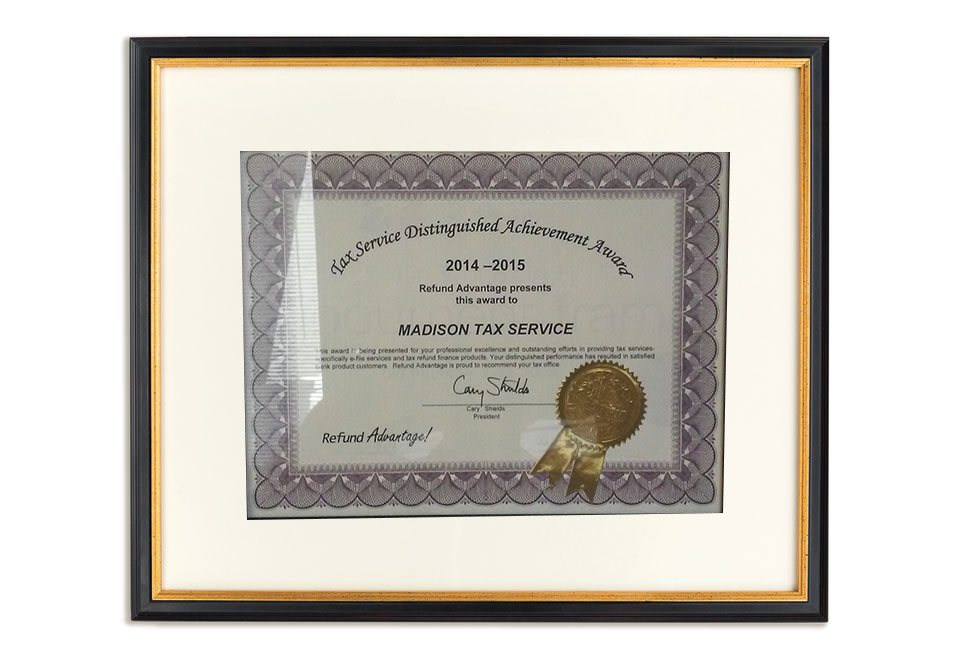 Tax Service Distinguished Achievement Award
2014 –2015
Refund Advantage presents
this award to
MADISON TAX SERVICE
This award is being presented for your professional excellence and outstanding efforts in providing tax services-
specifically e-file services and tax refund finance products. Your distinguished performance has resulted in satisfied
bank product customers. Refund Advantage is proud to recommend your tax office.
Cary Shields
Cary Shields
President
Refund Advantage!